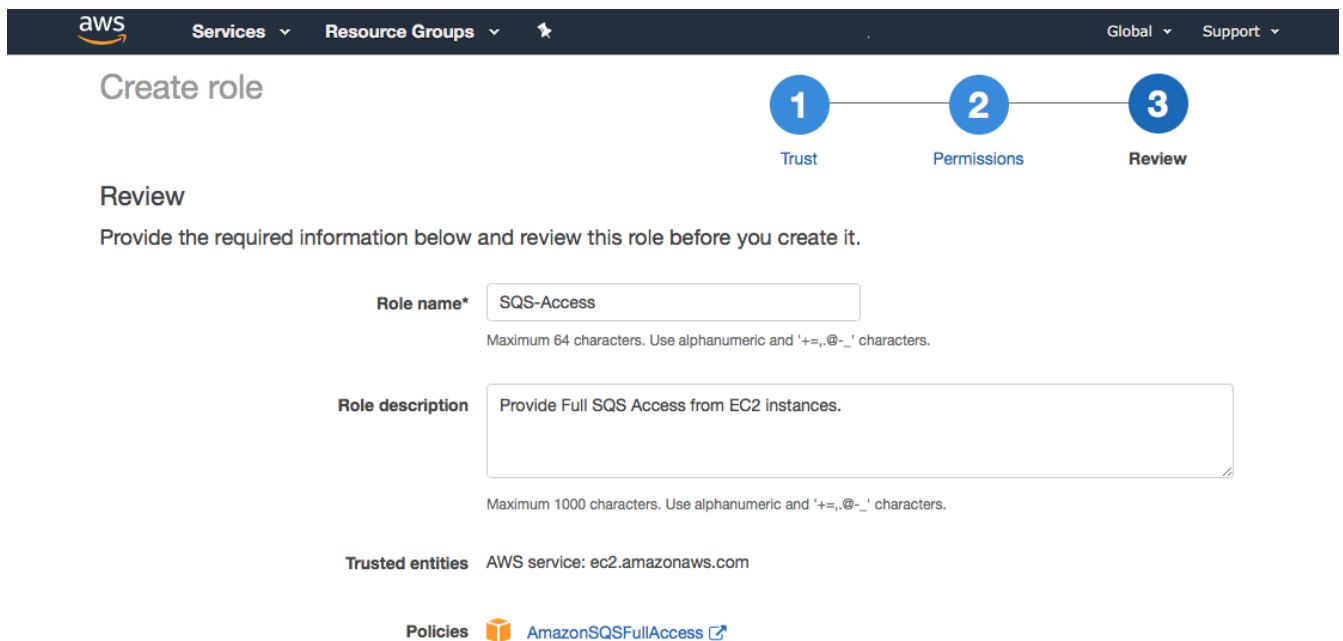 aws Services Resource Groups Global Support
Create role
1 2 3
Trust Permissions Review
Review
Provide the required information below and review this role before you create it.
Role name* SQS-Access
Maximum 64 characters. Use alphanumeric and '+=,.@-_' characters.
Role description Provide Full SQS Access from EC2 instances.
Maximum 1000 characters. Use alphanumeric and '+=,.@-_' characters.
Trusted entities AWS service: ec2.amazonaws.com
Policies AmazonSQSFullAccess